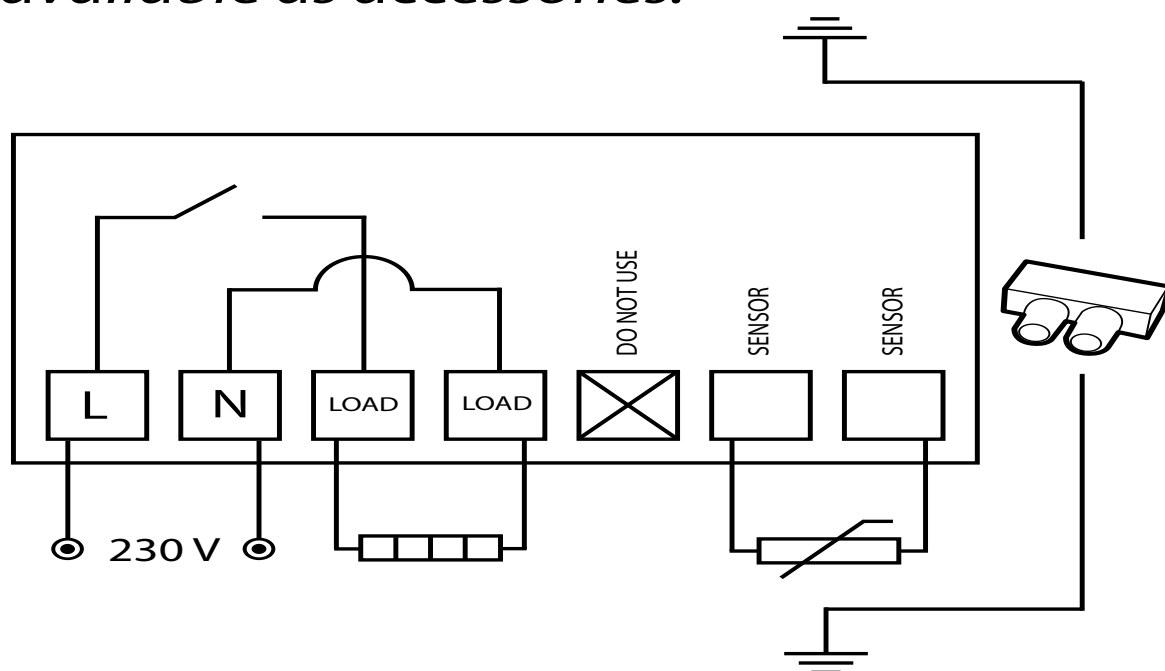 available as accessories.
DO NOT USE
SENSOR
SENSOR
L
N
LOAD
LOAD
230 V